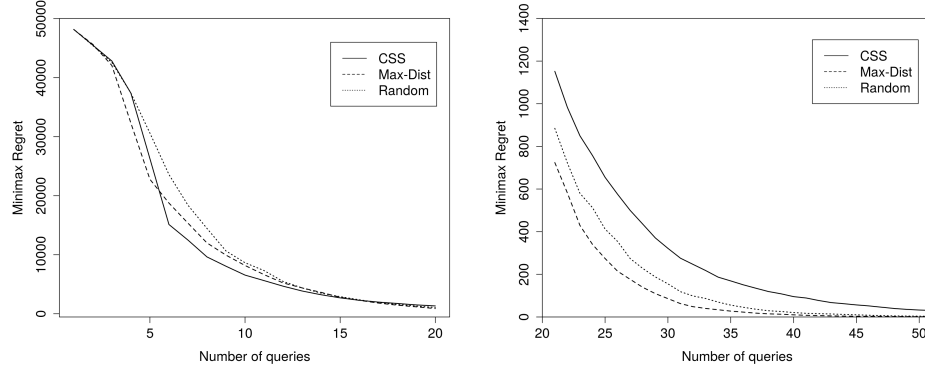 50000
40000
30000
20000
10000
0
Minimax Regret
CSS
Max-Dist
Random
5
10
15
20
Number of queries
1400
1200
1000
800
600
400
200
0
Minimax Regret
CSS
Max-Dist
Random
20
25
30
35
40
45
50
Number of queries